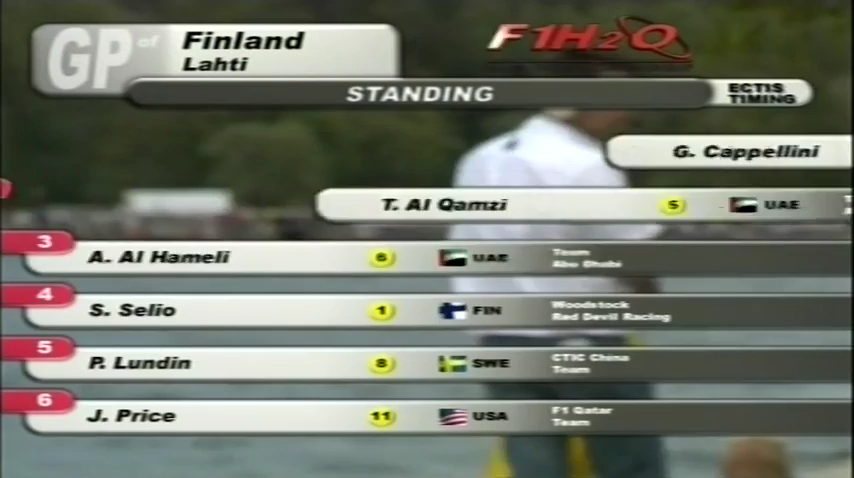 GP of
Finland
Lahti
F1H2O
STANDING
ECTIS
TIMING
G. Cappellini
T. Al Qamzi 5 UAE
3 A. Al Hameli 6 UAE Team
Abu Dhabi
4 S. Selio 1 FIN Woodstock
Red Devil Racing
5 P. Lundin 8 SWE CTIC China
Team
6 J. Price 11 USA F1 Qatar
Team